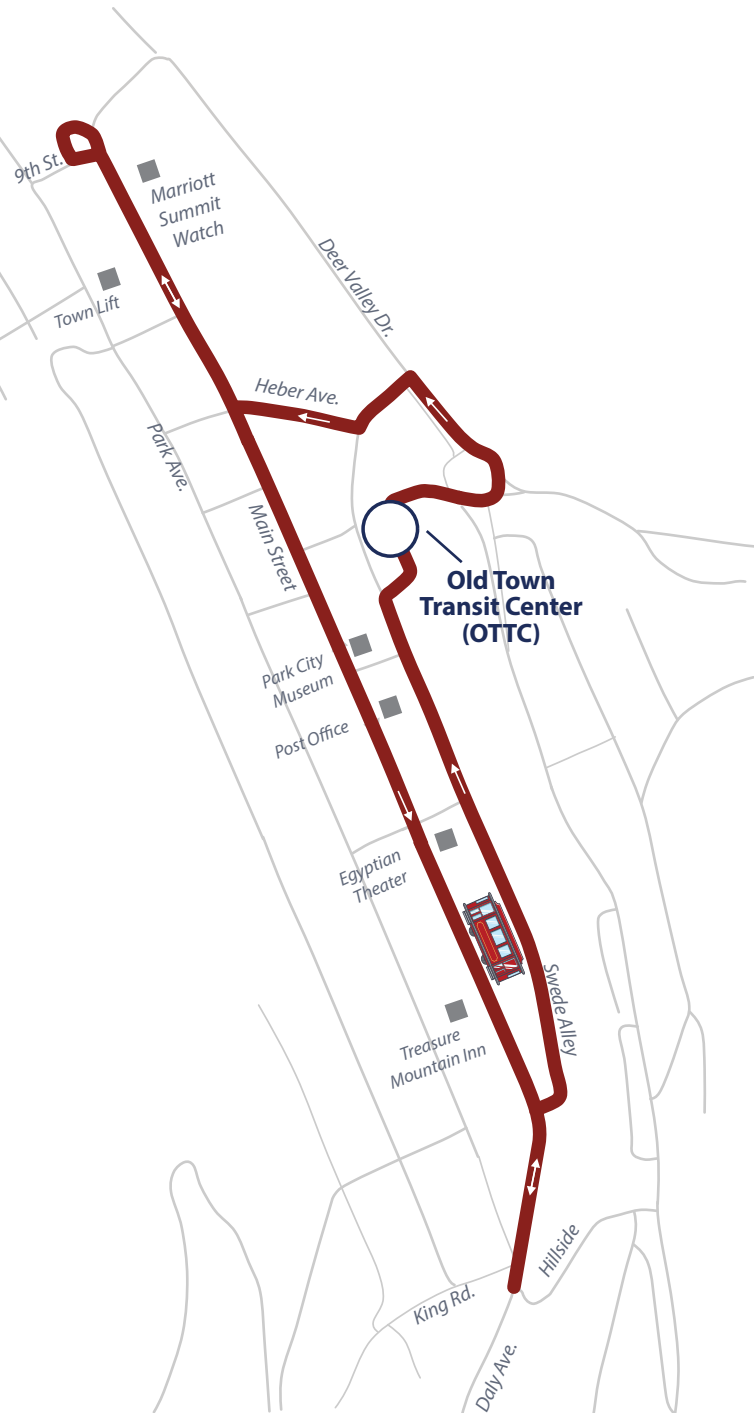 9th St.
Marriott
Summit
Watch
Town Lift
Deer Valley Dr.
Heber Ave.
Park Ave.
Main Street
Old Town
Transit Center
(OTTC)
Park City
Museum
Post Office
Egyptian
Theater
Swede Alley
Treasure
Mountain Inn
Hillside
King Rd.
Daly Ave.